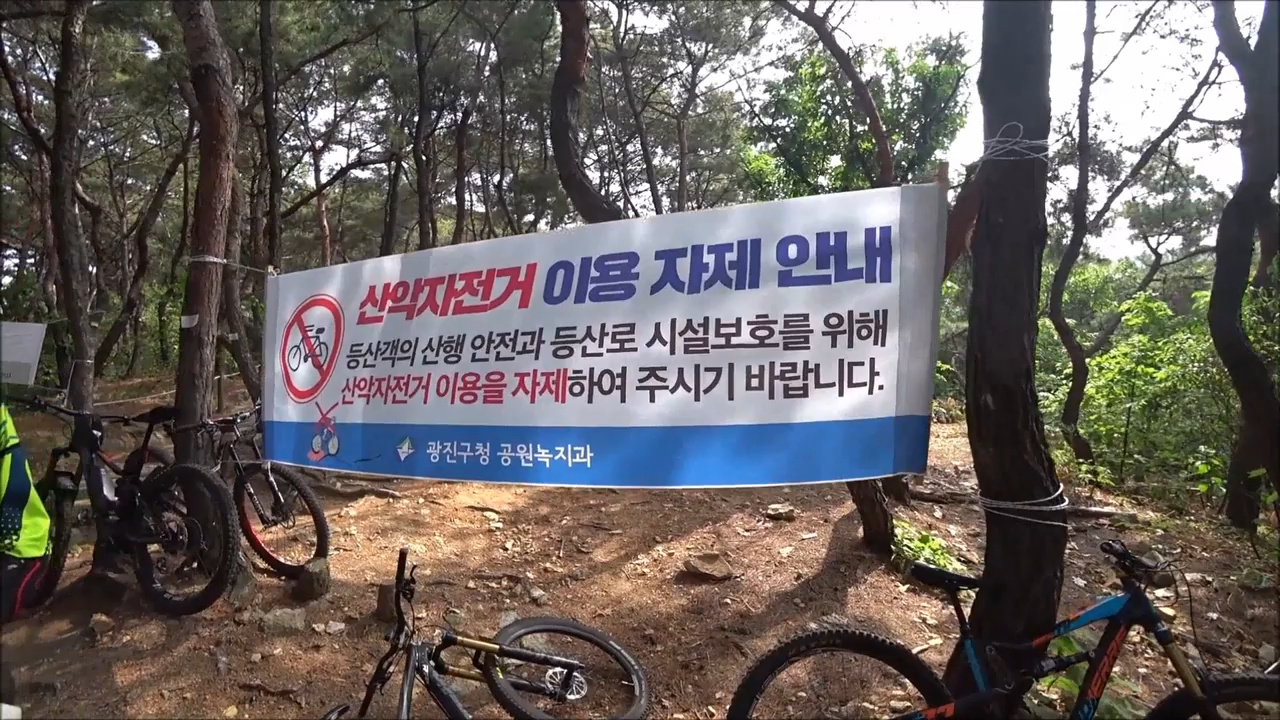 산악자전거 이용 자제 안내
등산객의 산행 안전과 등산로 시설보호를 위해
산악자전거 이용을 자제하여 주시기 바랍니다.
광진구청 공원녹지과